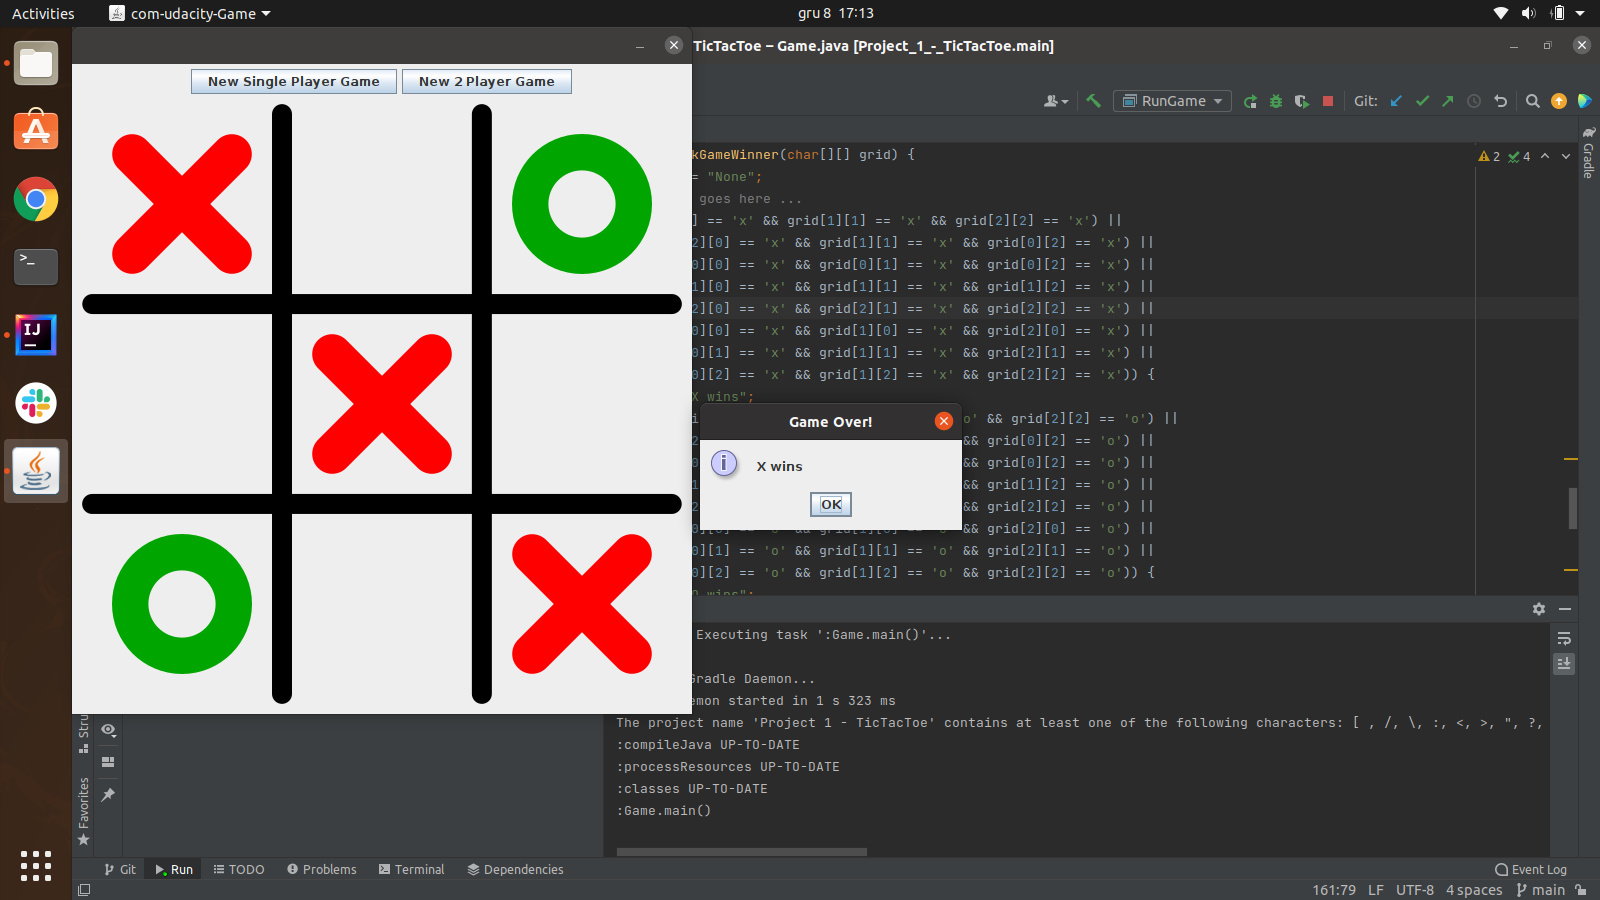 Activities
com-udacity-Game
gru 8 17:13
TicTacToe – Game.java [Project_1_-_TicTacToe.main]
New Single Player Game
New 2 Player Game
RunGame
Git:
kGameWinner(char[][] grid) {
2
4
= "None";
goes here ...
] == 'x' && grid[1][1] == 'x' && grid[2][2] == 'x') ||
2][0] == 'x' && grid[1][1] == 'x' && grid[0][2] == 'x') ||
0][0] == 'x' && grid[0][1] == 'x' && grid[0][2] == 'x') ||
1][0] == 'x' && grid[1][1] == 'x' && grid[1][2] == 'x') ||
2][0] == 'x' && grid[2][1] == 'x' && grid[2][2] == 'x') ||
0][0] == 'x' && grid[1][0] == 'x' && grid[2][0] == 'x') ||
0][1] == 'x' && grid[1][1] == 'x' && grid[2][1] == 'x') ||
0][2] == 'x' && grid[1][2] == 'x' && grid[2][2] == 'x')) {
X wins";
o' && grid[2][2] == 'o') ||
&& grid[0][2] == 'o') ||
&& grid[0][2] == 'o') ||
&& grid[1][2] == 'o') ||
&& grid[2][2] == 'o') ||
&& grid[2][0] == 'o') ||
0][1] == 'o' && grid[1][1] == 'o' && grid[2][1] == 'o') ||
0][2] == 'o' && grid[1][2] == 'o' && grid[2][2] == 'o')) {
O wins";
Game Over!
X wins
OK
Gradle
Executing task ':Game.main()'...
Gradle Daemon...
emon started in 1 s 323 ms
The project name 'Project 1 - TicTacToe' contains at least one of the following characters: [ , /, \, :, <, >, ", ?,
:compileJava UP-TO-DATE
:processResources UP-TO-DATE
:classes UP-TO-DATE
:Game.main()
Stru
Favorites
Git
Run
TODO
Problems
Terminal
Dependencies
Event Log
161:79 LF UTF-8 4 spaces main